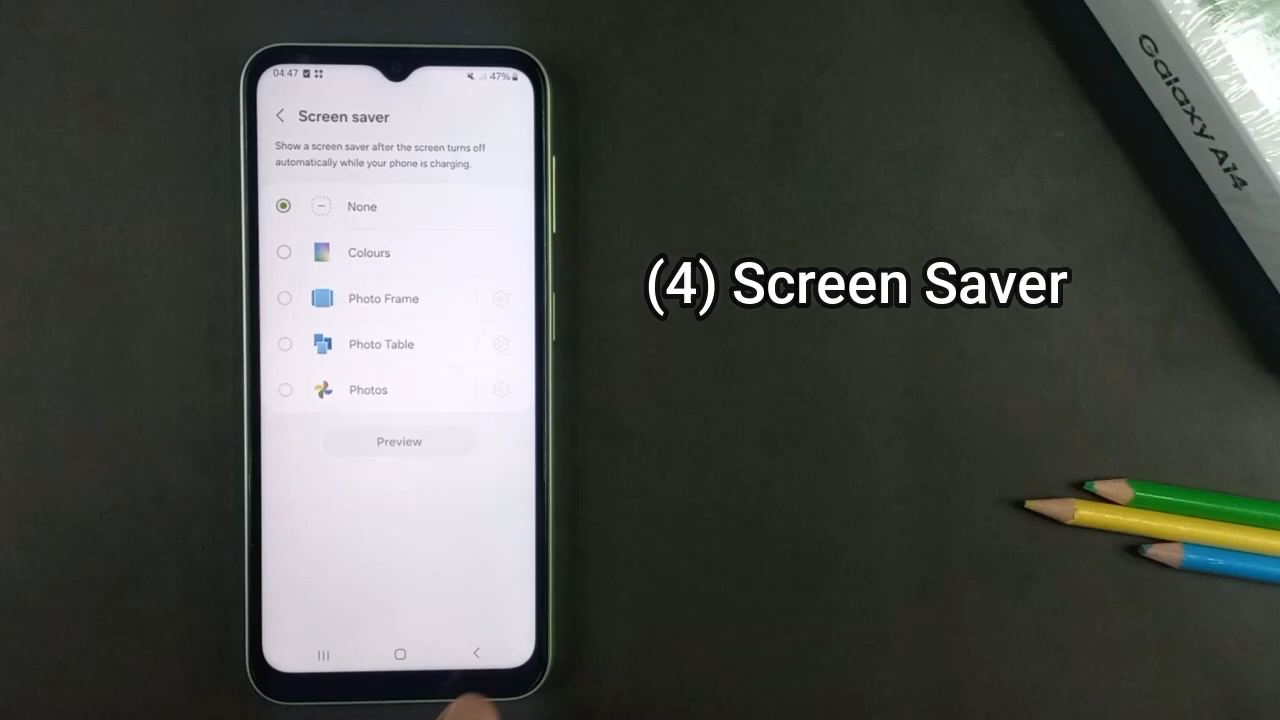 04:47
47%
Screen saver
Show a screen saver after the screen turns off
automatically while your phone is charging.
None
Colours
Photo Frame
Photo Table
Photos
Preview
(4) Screen Saver
Galaxy A14